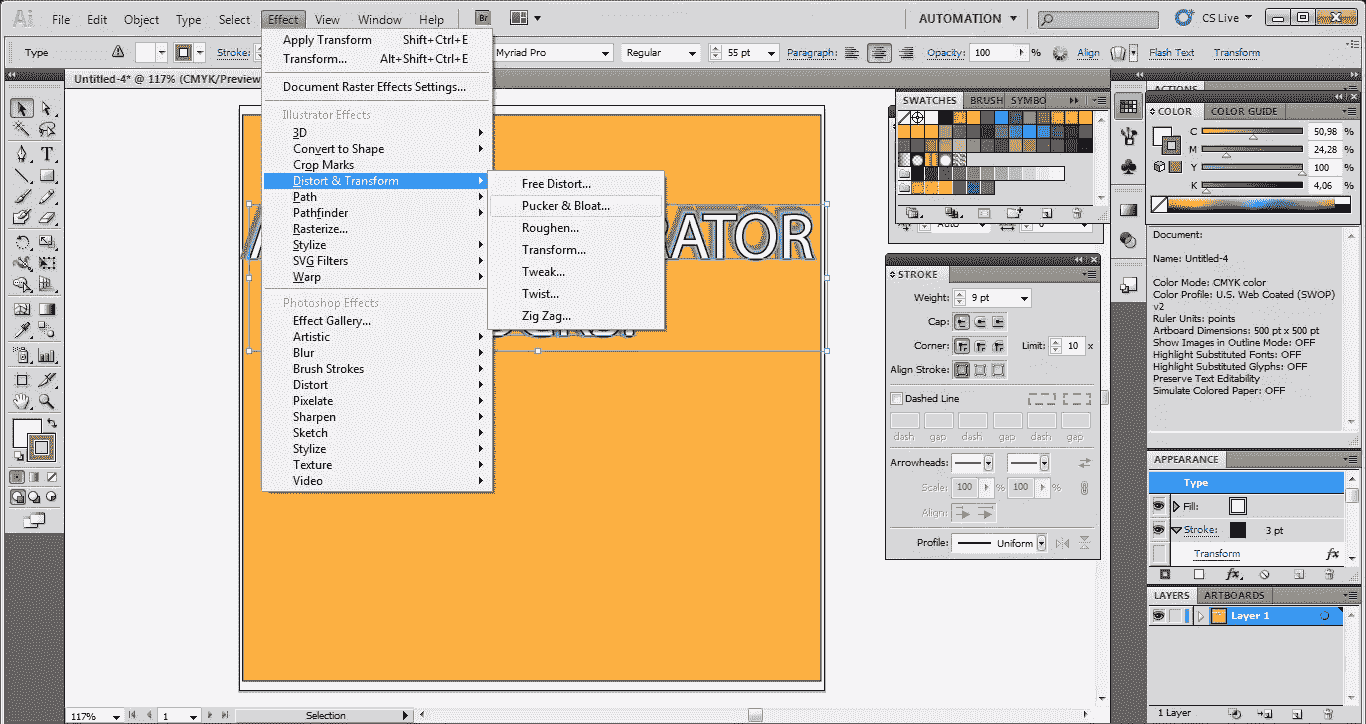 Ai File Edit Object Type Select Effect View Window Help Br AUTOMATION CS Live
Type Stroke: Myriad Pro Regular 55 pt Paragraph: Opacity: 100 % Align Flash Text Transform
Untitled-4* @ 117% (CMYK/Preview
Apply Transform Shift+Ctrl+E
Transform... Alt+Shift+Ctrl+E
Document Raster Effects Settings...
Illustrator Effects
3D
Convert to Shape
Crop Marks
Distort & Transform
Path
Pathfinder
Rasterize...
Stylize
SVG Filters
Warp
Photoshop Effects
Effect Gallery...
Artistic
Blur
Brush Strokes
Distort
Pixelate
Sharpen
Sketch
Stylize
Texture
Video
Free Distort...
Pucker & Bloat...
Roughen...
Transform...
Tweak...
Twist...
Zig Zag...
RATOR
SWATCHES BRUSH SYMBO
Auto 0
STROKE
Weight: 9 pt
Cap:
Corner: Limit: 10 x
Align Stroke:
Dashed Line
dash gap dash gap dash gap
Arrowheads:
Scale: 100 % 100 %
Align:
Profile: Uniform
ACTIONS
COLOR COLOR GUIDE
C 50,98 %
M 24,28 %
Y 100 %
K 4,06 %
Document:
Name: Untitled-4
Color Mode: CMYK color
Color Profile: U.S. Web Coated (SWOP)
v2
Ruler Units: points
Artboard Dimensions: 500 pt x 500 pt
Show Images in Outline Mode: OFF
Highlight Substituted Fonts: OFF
Highlight Substituted Glyphs: OFF
Preserve Text Editability
Simulate Colored Paper: OFF
APPEARANCE
Type
Fill:
Stroke: 3 pt
Transform fx
fx
LAYERS ARTBOARDS
Layer 1
1 Layer
117% 1 Selection